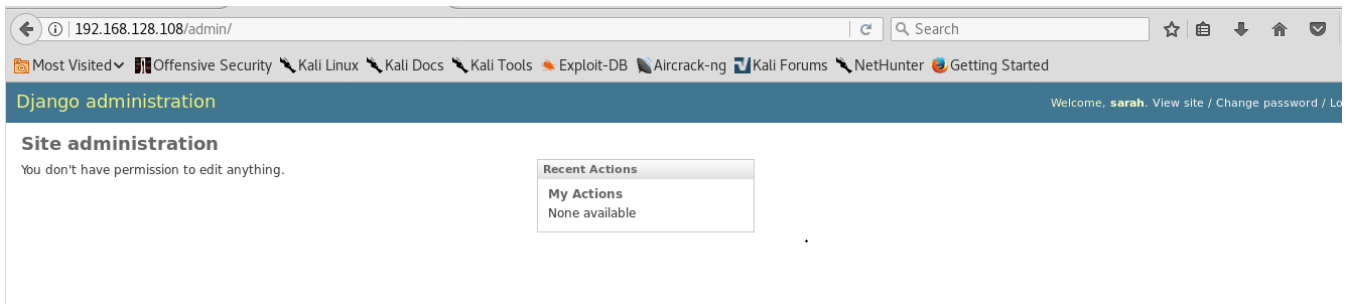 192.168.128.108/admin/
Search
Most Visited Offensive Security Kali Linux Kali Docs Kali Tools Exploit-DB Aircrack-ng Kali Forums NetHunter Getting Started
Django administration
Welcome, sarah. View site / Change password / Lo
Site administration
You don't have permission to edit anything.
Recent Actions
My Actions
None available